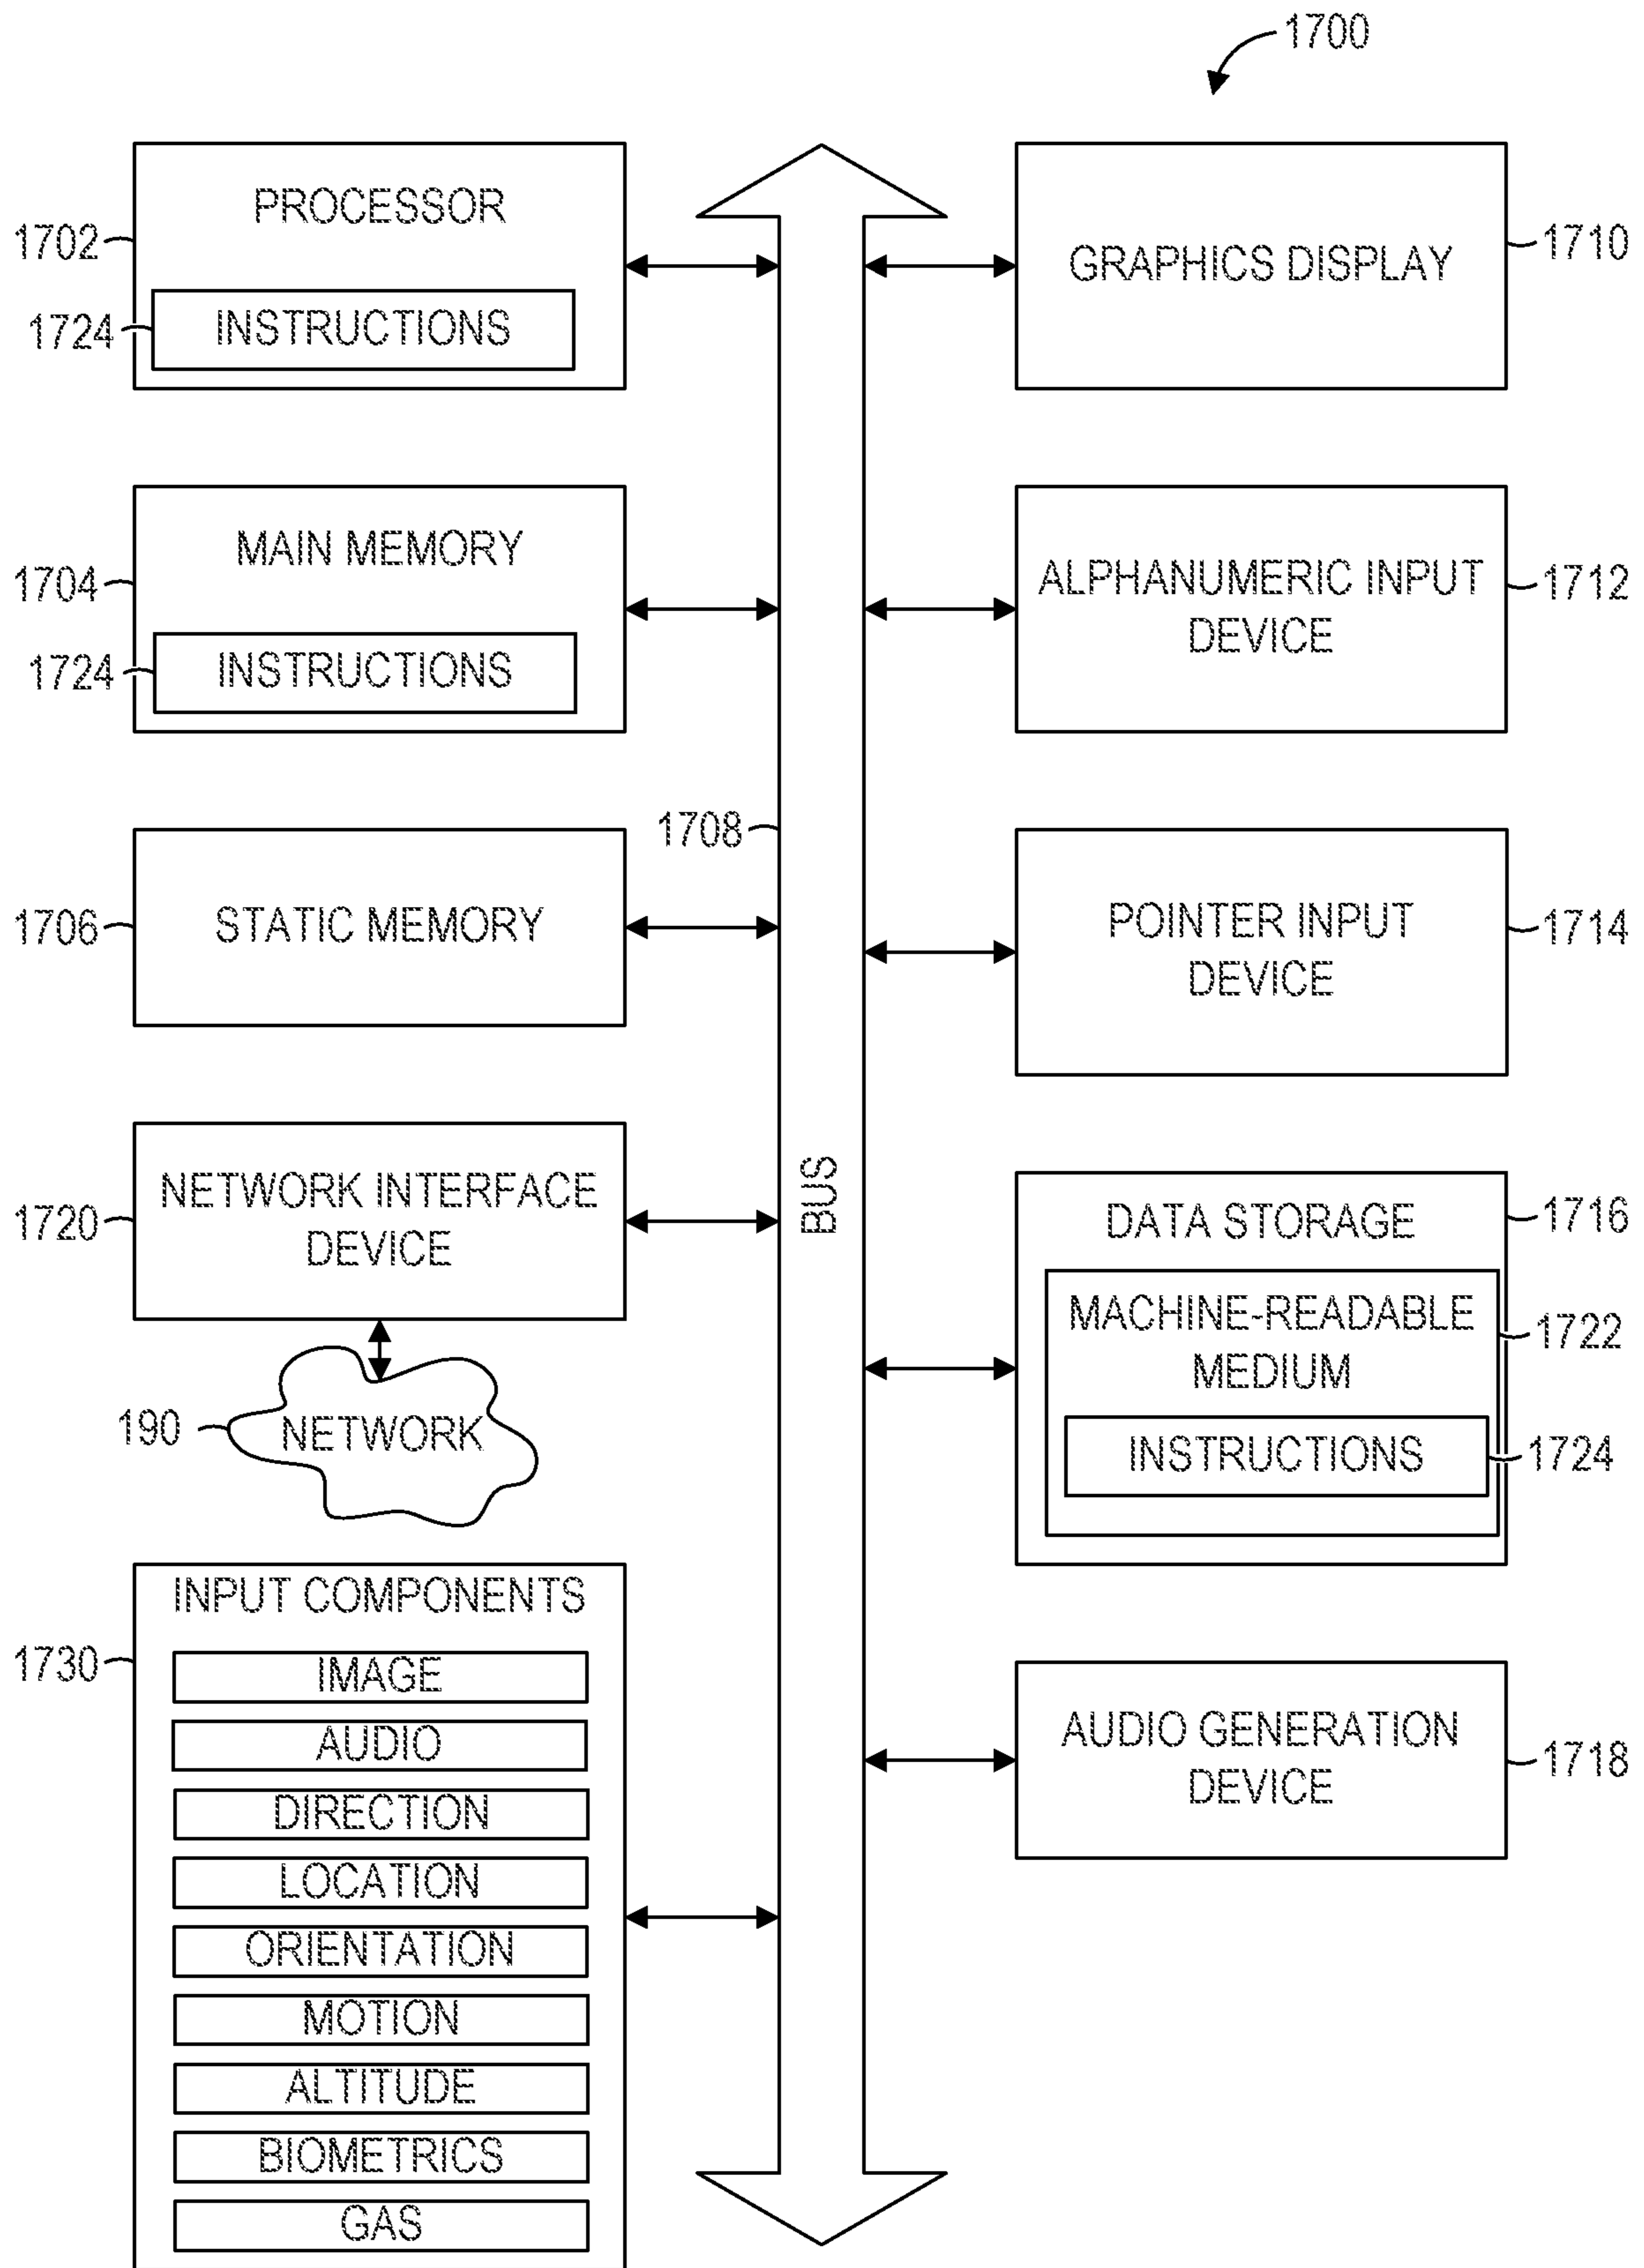 1700
PROCESSOR
1702
INSTRUCTIONS
1724
MAIN MEMORY
1704
INSTRUCTIONS
1724
STATIC MEMORY
1706
1708
BUS
NETWORK INTERFACE
DEVICE
1720
NETWORK
190
INPUT COMPONENTS
1730
IMAGE
AUDIO
DIRECTION
LOCATION
ORIENTATION
MOTION
ALTITUDE
BIOMETRICS
GAS
GRAPHICS DISPLAY
1710
ALPHANUMERIC INPUT
DEVICE
1712
POINTER INPUT
DEVICE
1714
DATA STORAGE
1716
MACHINE-READABLE
MEDIUM
1722
INSTRUCTIONS
1724
AUDIO GENERATION
DEVICE
1718